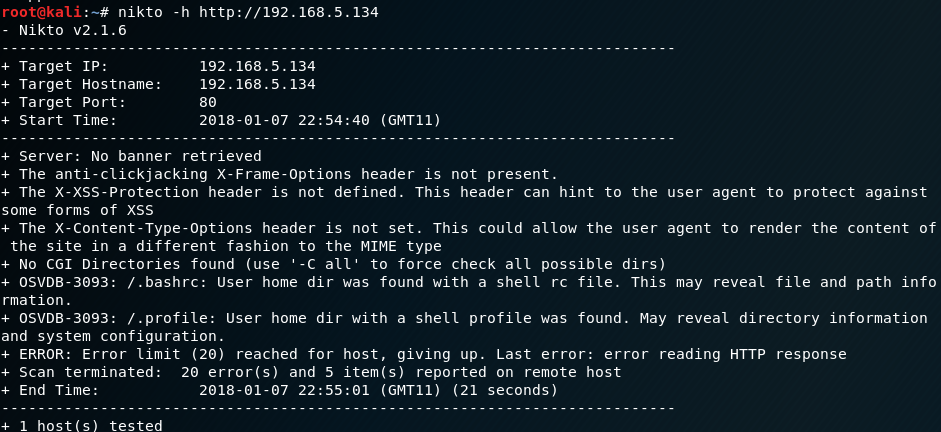 root@kali:~# nikto -h http://192.168.5.134
- Nikto v2.1.6
---------------------------------------------------------------------------
+ Target IP:          192.168.5.134
+ Target Hostname:    192.168.5.134
+ Target Port:        80
+ Start Time:         2018-01-07 22:54:40 (GMT11)
---------------------------------------------------------------------------
+ Server: No banner retrieved
+ The anti-clickjacking X-Frame-Options header is not present.
+ The X-XSS-Protection header is not defined. This header can hint to the user agent to protect against
some forms of XSS
+ The X-Content-Type-Options header is not set. This could allow the user agent to render the content of
 the site in a different fashion to the MIME type
+ No CGI Directories found (use '-C all' to force check all possible dirs)
+ OSVDB-3093: /.bashrc: User home dir was found with a shell rc file. This may reveal file and path info
rmation.
+ OSVDB-3093: /.profile: User home dir with a shell profile was found. May reveal directory information
and system configuration.
+ ERROR: Error limit (20) reached for host, giving up. Last error: error reading HTTP response
+ Scan terminated:  20 error(s) and 5 item(s) reported on remote host
+ End Time:           2018-01-07 22:55:01 (GMT11) (21 seconds)
---------------------------------------------------------------------------
+ 1 host(s) tested